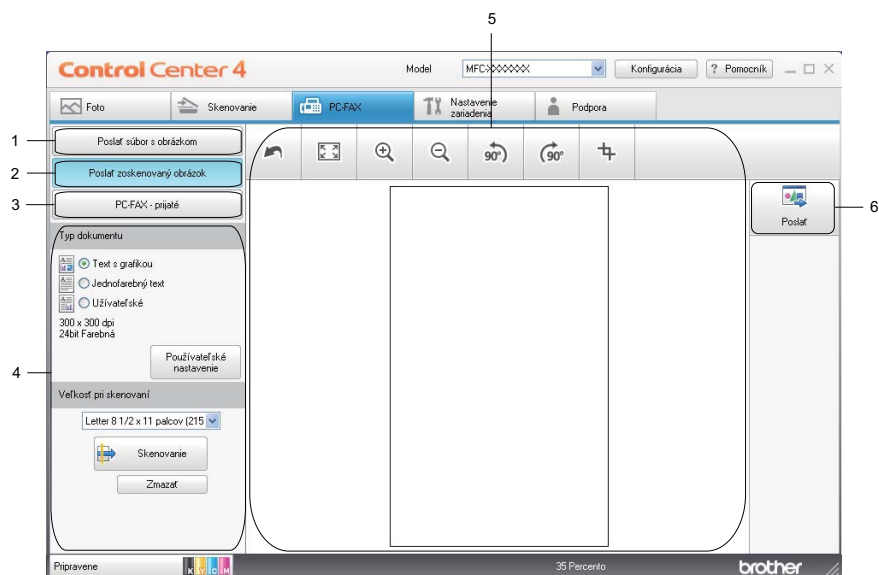 5
Control Center 4
Model
MFC-XXXXXX
Konfigurácia
? Pomocník
Foto
Skenovanie
PC-FAX
Nastavenie
zariadenia
Podpora
1
Poslať súbor s obrázkom
2
Poslať zoskenovaný obrázok
3
PC-FAX - prijaté
90°
90°
Poslať
6
Typ dokumentu
Text s grafikou
Jednofarebný text
Užívateľské
300 x 300 dpi
24bit Farebná
Používateľské
nastavenie
4
Veľkosť pri skenovaní
Letter 8 1/2 x 11 palcov (215
Skenovanie
Zmazať
Pripravene
K Y C M
35 Percento
brother